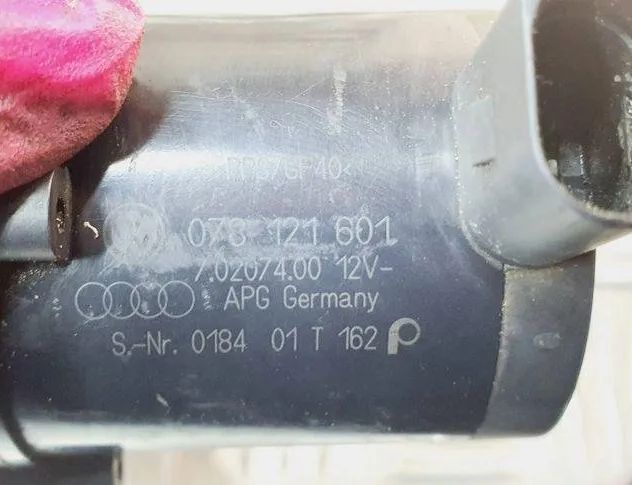 078 121 601
7.02074.00 12V-
APG Germany
S.-Nr. 0184 01 T 162